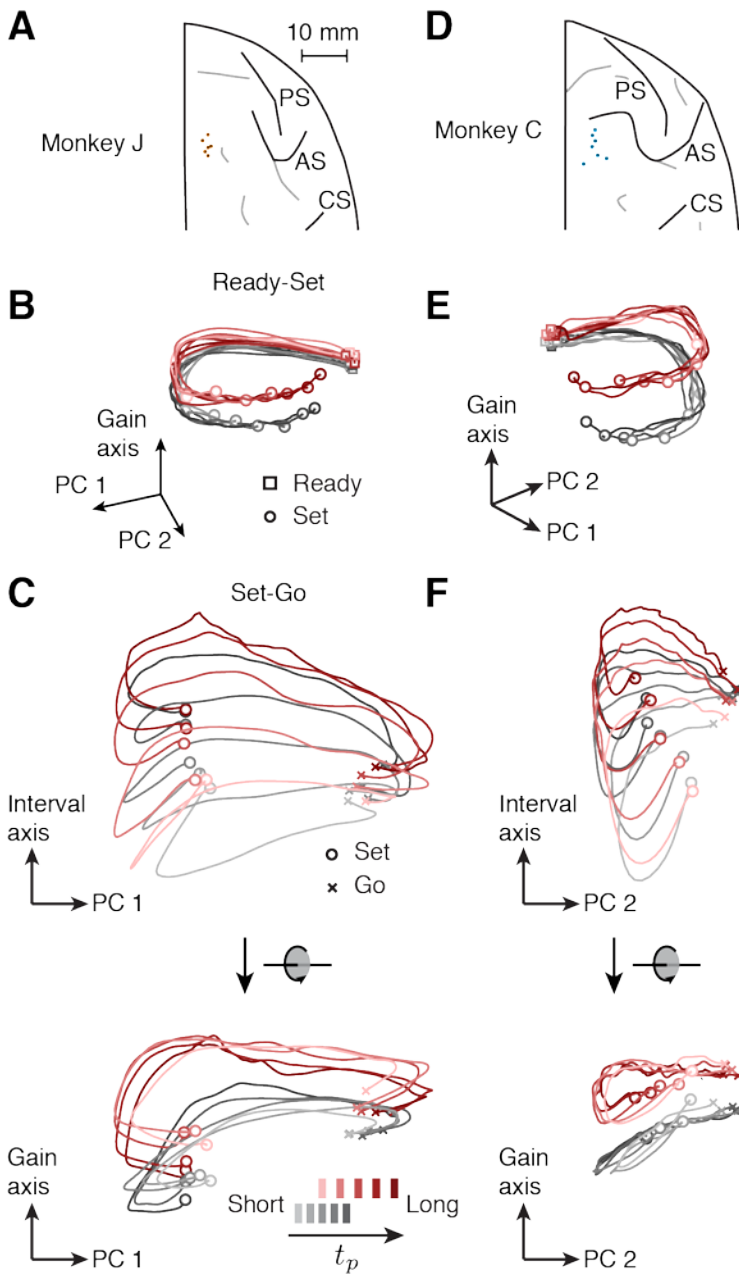 A
10 mm
PS
Monkey J
AS
CS
D
PS
Monkey C
AS
CS
Ready-Set
B
Gain
axis
PC 1
PC 2
Ready
Set
E
Gain
axis
PC 2
PC 1
C
Set-Go
Interval
axis
PC 1
Set
Go
F
Interval
axis
PC 2
Gain
axis
PC 1
Short
Long
tp
Gain
axis
PC 2